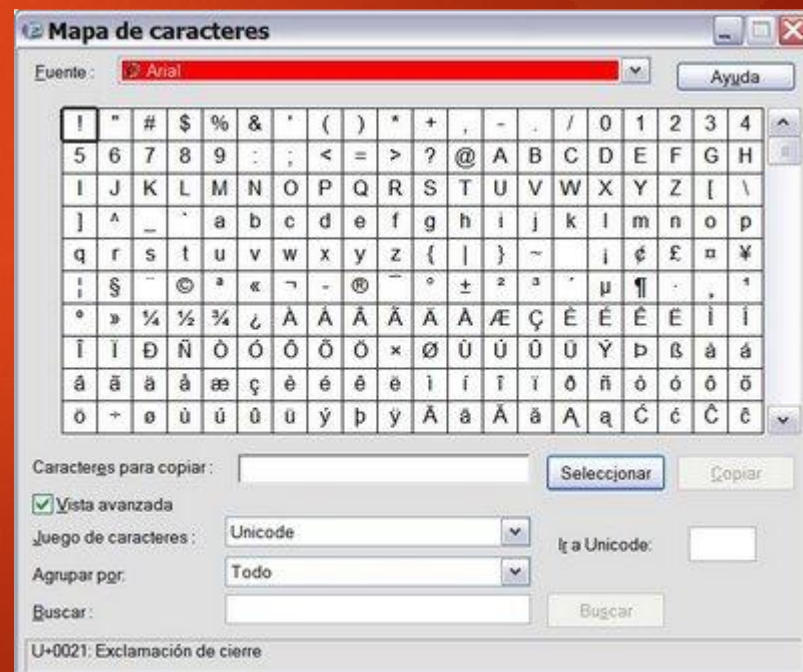 Mapa de caracteres
Fuente : Arial Ayuda
! " # $ % & ' ( ) * + , - . / 0 1 2 3 4
5 6 7 8 9 : ; < = > ? @ A B C D E F G H
I J K L M N O P Q R S T U V W X Y Z [ \
] ^ _ ` a b c d e f g h i j k l m n o p
q r s t u v w x y z { | } ~ ¡ ¢ £ ¤ ¥
¦ § ¨ © ª « ¬ - ® ¯ ° ± ² ³ ´ µ ¶ · ¸ ¹
º » ¼ ½ ¾ ¿ À Á Â Ã Ä Å Æ Ç È É Ê Ë Ì Í
Î Ï Ð Ñ Ò Ó Ô Õ Ö × Ø Ù Ú Û Ü Ý Þ ß à á
â ã ä å æ ç è é ê ë ì í î ï ð ñ ò ó ô õ
ö ÷ ø ù ú û ü ý þ ÿ Ā ā Ă ă Ą ą Ć ć Ĉ ĉ
Caracteres para copiar : Seleccionar Copiar
Vista avanzada
Juego de caracteres : Unicode Ir a Unicode:
Agrupar por: Todo
Buscar : Buscar
U+0021: Exclamación de cierre